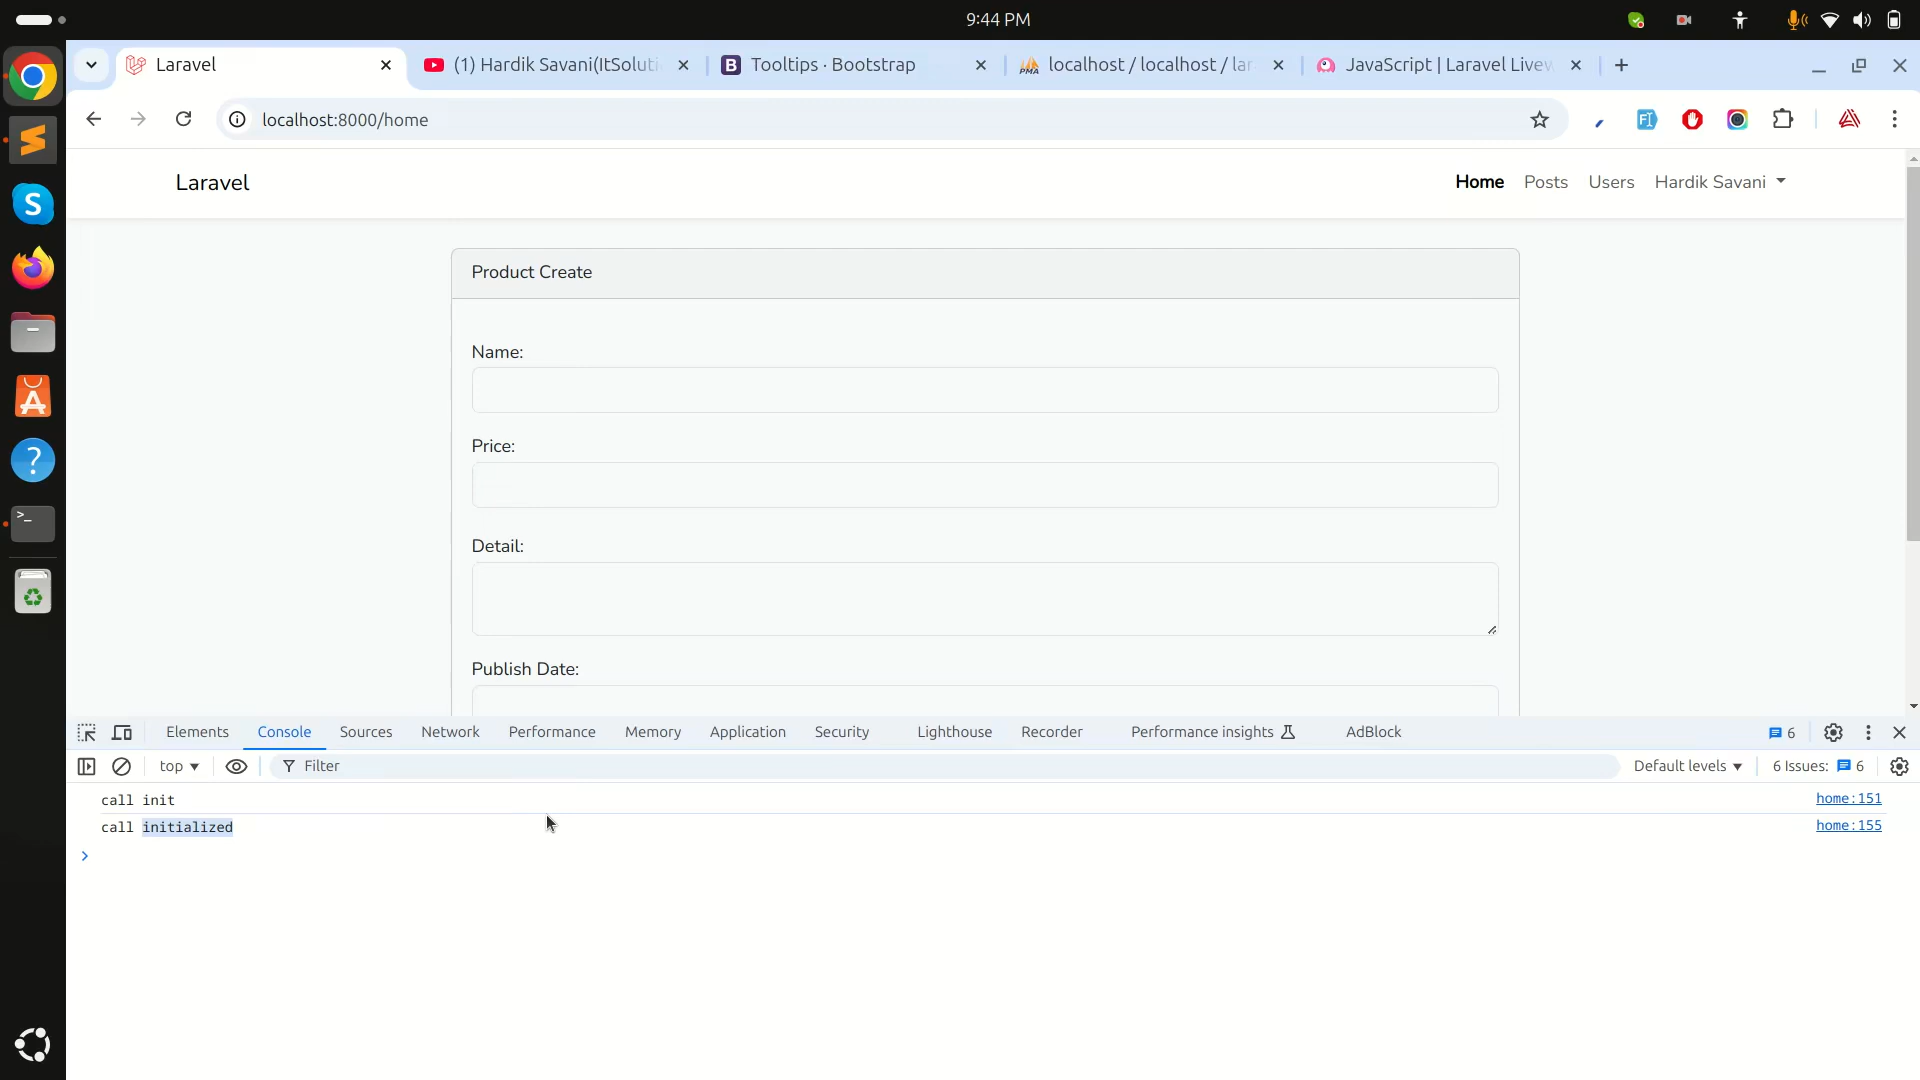 9:44 PM
Laravel
(1) Hardik Savani(ItSoluti
Tooltips · Bootstrap
localhost / localhost / lar
JavaScript | Laravel Livew
localhost:8000/home
Laravel
Home
Posts
Users
Hardik Savani
Product Create
Name:
Price:
Detail:
Publish Date:
Elements
Console
Sources
Network
Performance
Memory
Application
Security
Lighthouse
Recorder
Performance insights
AdBlock
6
top
Filter
Default levels
6 Issues:
6
call init
home:151
call initialized
home:155